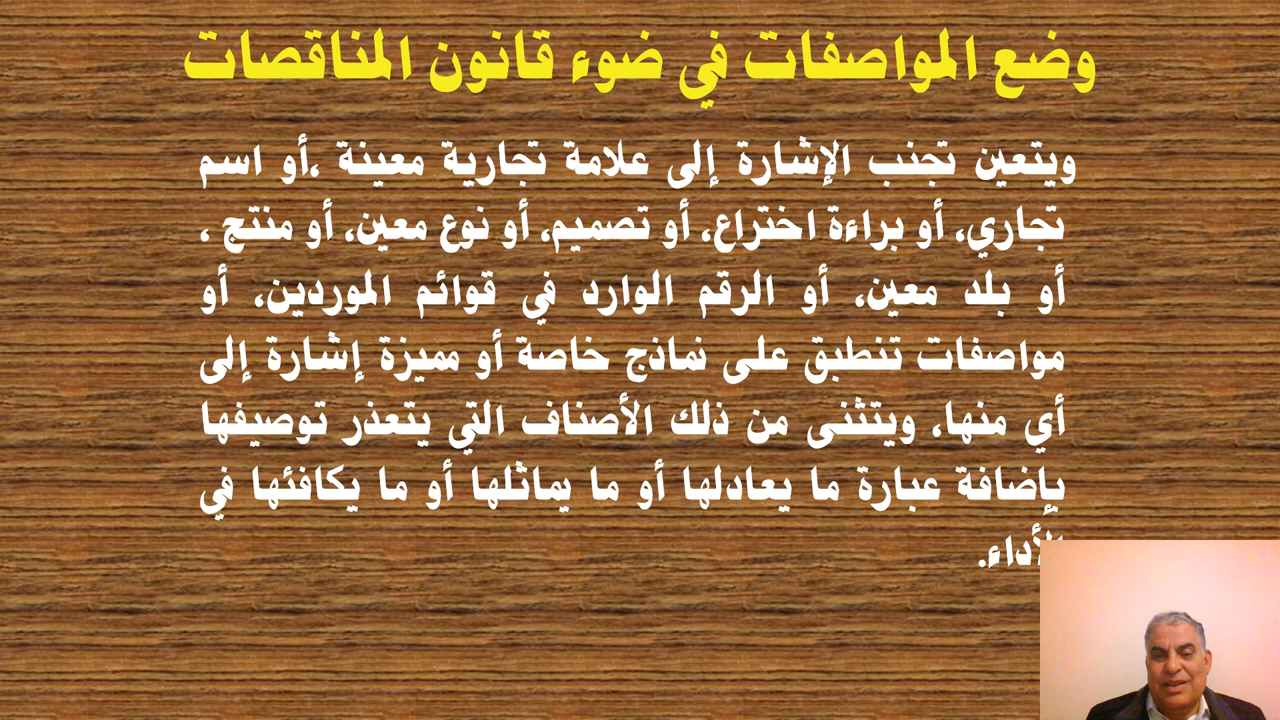 وضع المواصفات في ضوء قانون المناقصات
ويتعين تجنب الإشارة إلى علامة تجارية معينة ،أو اسم
تجاري، أو براءة اختراع، أو تصميم، أو نوع معين، أو منتج ،
أو بلد معين، أو الرقم الوارد في قوائم الموردين، أو
مواصفات تنطبق على نماذج خاصة أو مميزة إشارة إلى
أي منها، ويتثنى من ذلك الأصناف التي يتعذر توصيفها
بإضافة عبارة ما يعادلها أو ما يماثلها أو ما يكافئها في
الأداء.